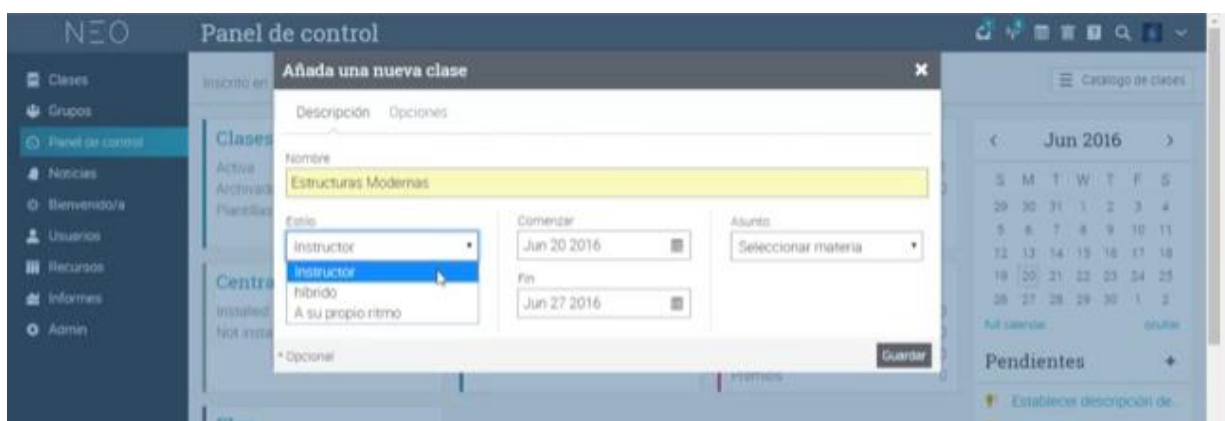 NEO
Panel de control
Clases
Grupos
Panel de control
Noticias
Bienvenido/a
Usuarios
Recursos
Informes
Admin
Inscrito en
Catálogo de clases
Añada una nueva clase
Descripción Opciones
Nombre
Estructuras Modernas
Estilo
Instructor
Instructor
híbrido
A su propio ritmo
Comenzar
Jun 20 2016
Fin
Jun 27 2016
Asunto
Seleccionar materia
* Opcional
Guardar
Clases
Activa
Archivad
Plantillas
Centra
Installed
Not insta
Premios
0
Jun 2016
S M T W T F S
29 30 31 1 2 3 4
5 6 7 8 9 10 11
12 13 14 15 16 17 18
19 20 21 22 23 24 25
26 27 28 29 30 1 2
full calendar ocultar
Pendientes +
Establecer descripción de...